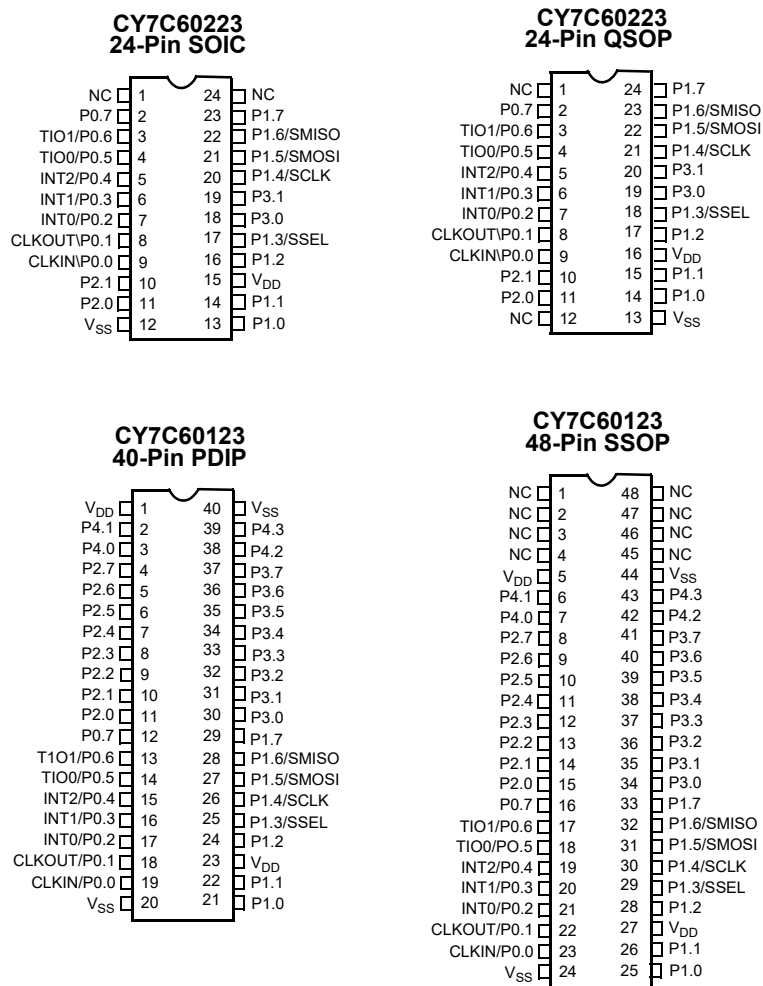 CY7C60223
24-Pin SOIC
NC 1 24 NC
P0.7 2 23 P1.7
TIO1/P0.6 3 22 P1.6/SMISO
TIO0/P0.5 4 21 P1.5/SMOSI
INT2/P0.4 5 20 P1.4/SCLK
INT1/P0.3 6 19 P3.1
INT0/P0.2 7 18 P3.0
CLKOUT\P0.1 8 17 P1.3/SSEL
CLKIN\P0.0 9 16 P1.2
P2.1 10 15 VDD
P2.0 11 14 P1.1
VSS 12 13 P1.0
CY7C60223
24-Pin QSOP
NC 1 24 P1.7
P0.7 2 23 P1.6/SMISO
TIO1/P0.6 3 22 P1.5/SMOSI
TIO0/P0.5 4 21 P1.4/SCLK
INT2/P0.4 5 20 P3.1
INT1/P0.3 6 19 P3.0
INT0/P0.2 7 18 P1.3/SSEL
CLKOUT\P0.1 8 17 P1.2
CLKIN\P0.0 9 16 VDD
P2.1 10 15 P1.1
P2.0 11 14 P1.0
NC 12 13 VSS
CY7C60123
40-Pin PDIP
VDD 1 40 VSS
P4.1 2 39 P4.3
P4.0 3 38 P4.2
P2.7 4 37 P3.7
P2.6 5 36 P3.6
P2.5 6 35 P3.5
P2.4 7 34 P3.4
P2.3 8 33 P3.3
P2.2 9 32 P3.2
P2.1 10 31 P3.1
P2.0 11 30 P3.0
P0.7 12 29 P1.7
T1O1/P0.6 13 28 P1.6/SMISO
TIO0/P0.5 14 27 P1.5/SMOSI
INT2/P0.4 15 26 P1.4/SCLK
INT1/P0.3 16 25 P1.3/SSEL
INT0/P0.2 17 24 P1.2
CLKOUT/P0.1 18 23 VDD
CLKIN/P0.0 19 22 P1.1
VSS 20 21 P1.0
CY7C60123
48-Pin SSOP
NC 1 48 NC
NC 2 47 NC
NC 3 46 NC
NC 4 45 NC
VDD 5 44 VSS
P4.1 6 43 P4.3
P4.0 7 42 P4.2
P2.7 8 41 P3.7
P2.6 9 40 P3.6
P2.5 10 39 P3.5
P2.4 11 38 P3.4
P2.3 12 37 P3.3
P2.2 13 36 P3.2
P2.1 14 35 P3.1
P2.0 15 34 P3.0
P0.7 16 33 P1.7
TIO1/P0.6 17 32 P1.6/SMISO
TIO0/PO.5 18 31 P1.5/SMOSI
INT2/P0.4 19 30 P1.4/SCLK
INT1/P0.3 20 29 P1.3/SSEL
INT0/P0.2 21 28 P1.2
CLKOUT/P0.1 22 27 VDD
CLKIN/P0.0 23 26 P1.1
VSS 24 25 P1.0